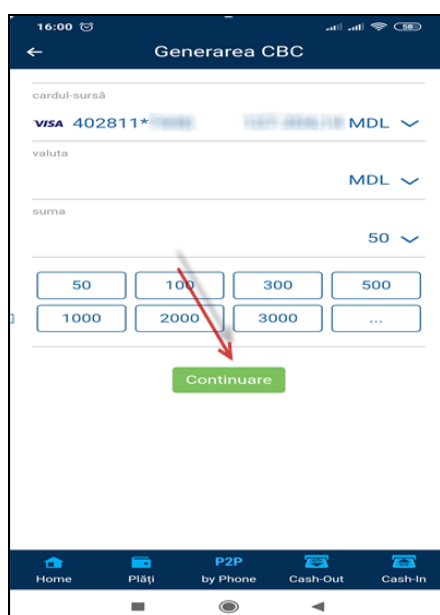 16:00 58
Generarea CBC
cardul-sursă
VISA 402811* MDL
valuta
MDL
suma
50
50 100 300 500
1000 2000 3000 ...
Continuare
P2P
Home Plăți by Phone Cash-Out Cash-In